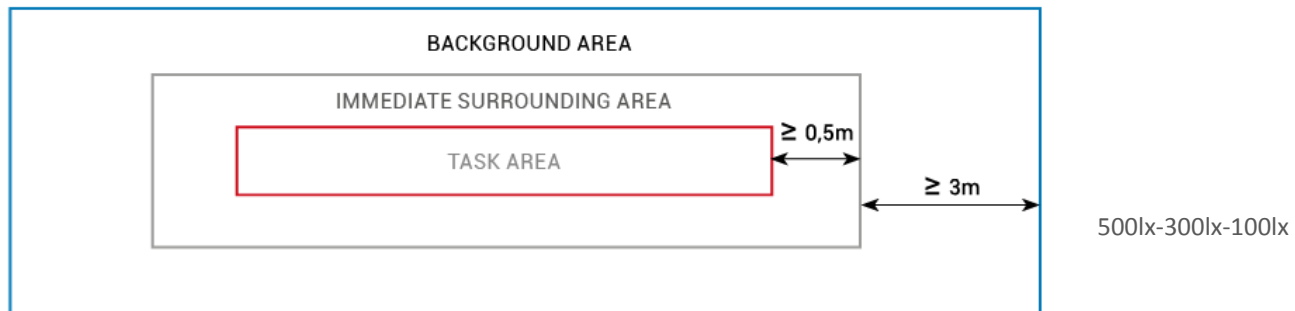 BACKGROUND AREA
IMMEDIATE SURROUNDING AREA
≥ 0,5m
TASK AREA
≥ 3m
500lx-300lx-100lx